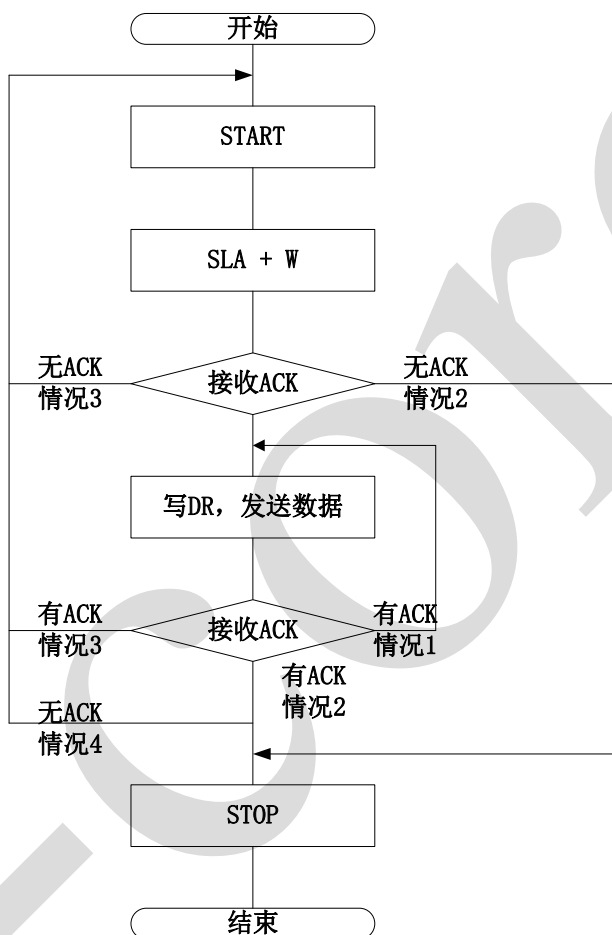 开始
START
SLA + W
无ACK
情况3
接收ACK
无ACK
情况2
写DR，发送数据
有ACK
情况3
接收ACK
有ACK
情况1
有ACK
情况2
无ACK
情况4
STOP
结束